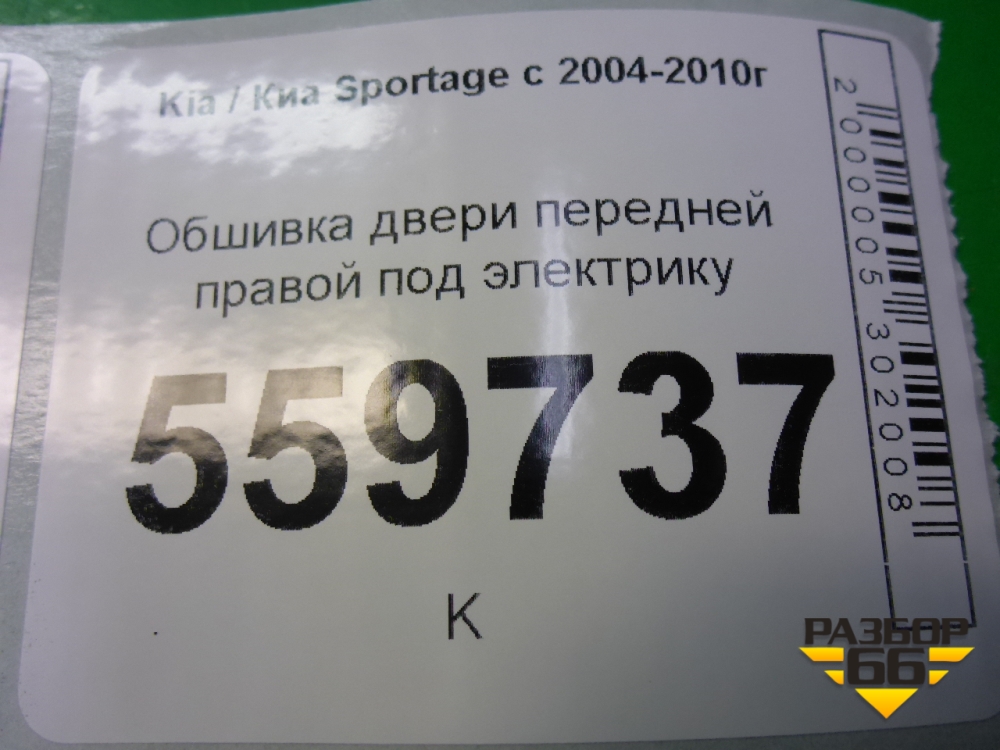 Kia / Киа Sportage с 2004-2010г
Обшивка двери передней
правой под электрику
559737
К
2000005302008
РАЗБОР
66